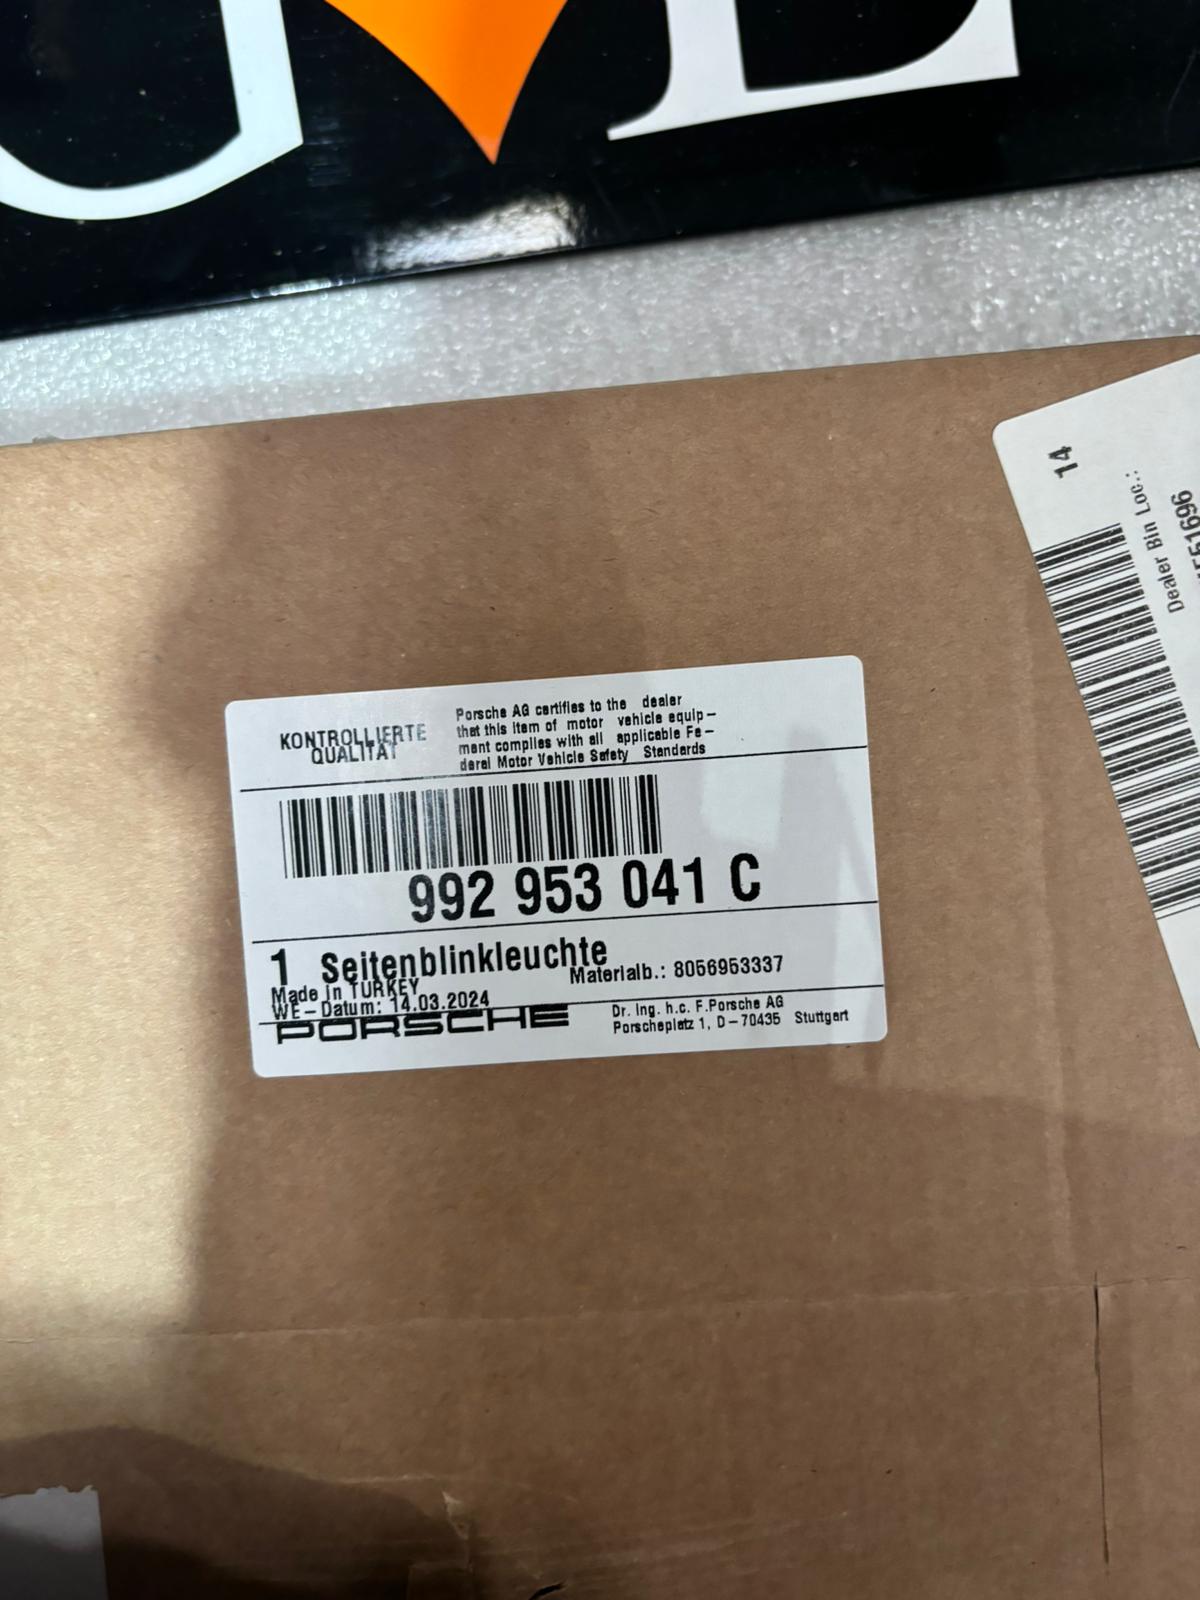 KONTROLLIERTE
QUALITÄT
Porsche AG certifies to the dealer
that this item of motor vehicle equip-
ment complies with all applicable Fe-
deral Motor Vehicle Safety Standards
992 953 041 C
1 Seitenblinkleuchte
Materialb.: 8056953337
Made in TURKEY
WE-Datum: 14.03.2024
PORSCHE
Dr. Ing. h.c. F.Porsche AG
Porscheplatz 1, D-70435 Stuttgart
14
Dealer Bin Loc.: